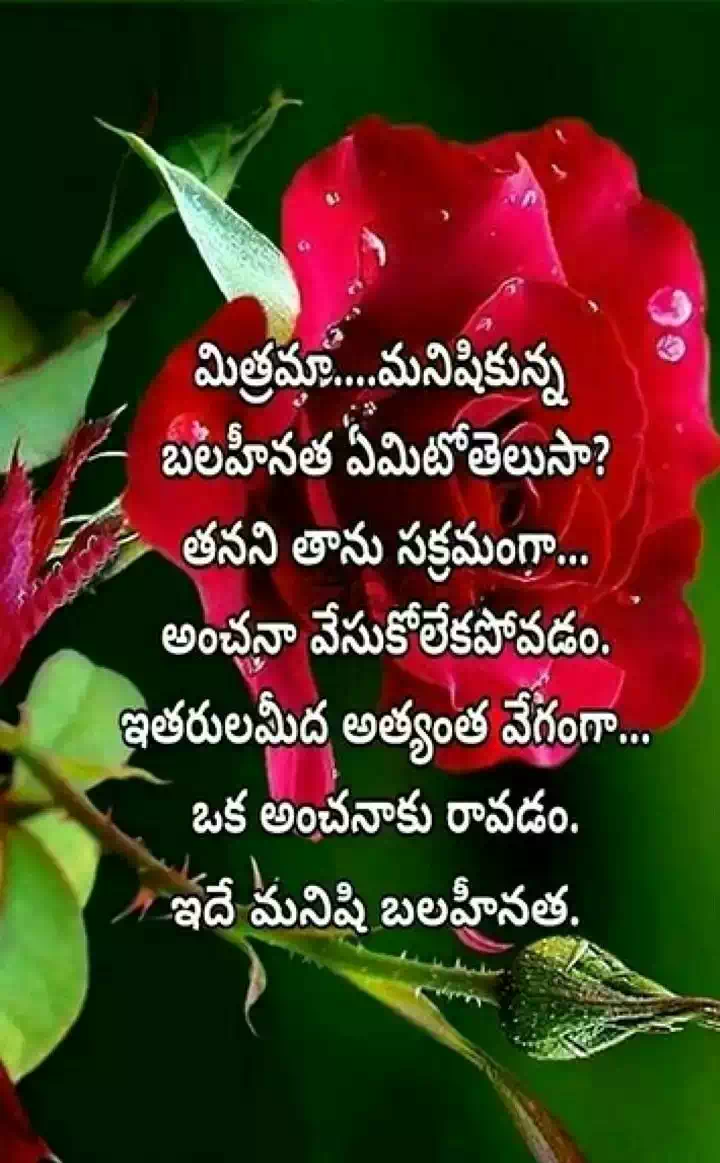 మిత్రమా....మనిషికున్న
బలహీనత ఏమిటోతెలుసా?
తనని తాను సక్రమంగా...
అంచనా వేసుకోలేకపోవడం.
ఇతరులమీద అత్యంత వేగంగా...
ఒక అంచనాకు రావడం.
ఇదే మనిషి బలహీనత.